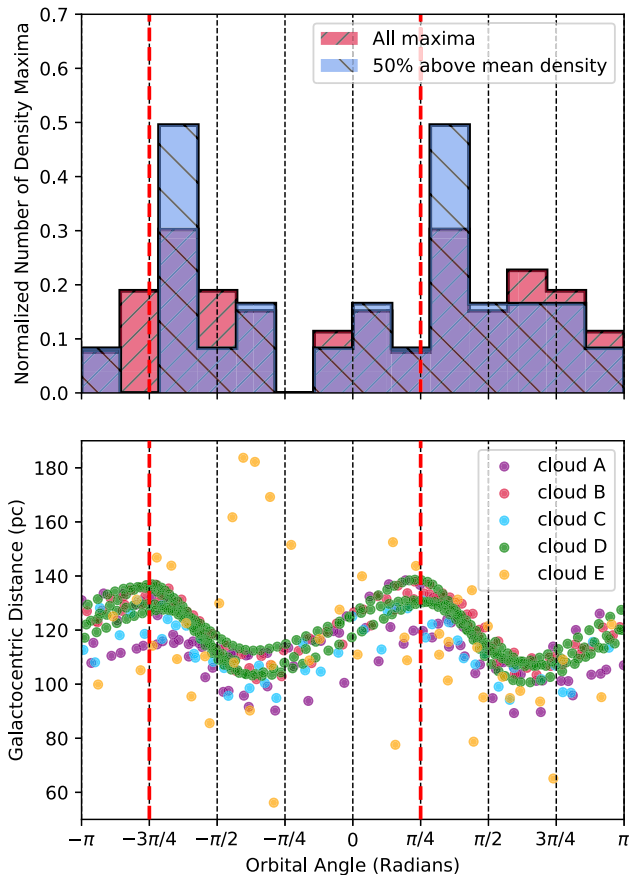 0.7
0.6
0.5
0.4
0.3
0.2
0.1
0.0
Normalized Number of Density Maxima
All maxima
50% above mean density
180
160
140
120
100
80
60
Galactocentric Distance (pc)
cloud A
cloud B
cloud C
cloud D
cloud E
−π
−3π/4
−π/2
−π/4
0
π/4
π/2
3π/4
π
Orbital Angle (Radians)